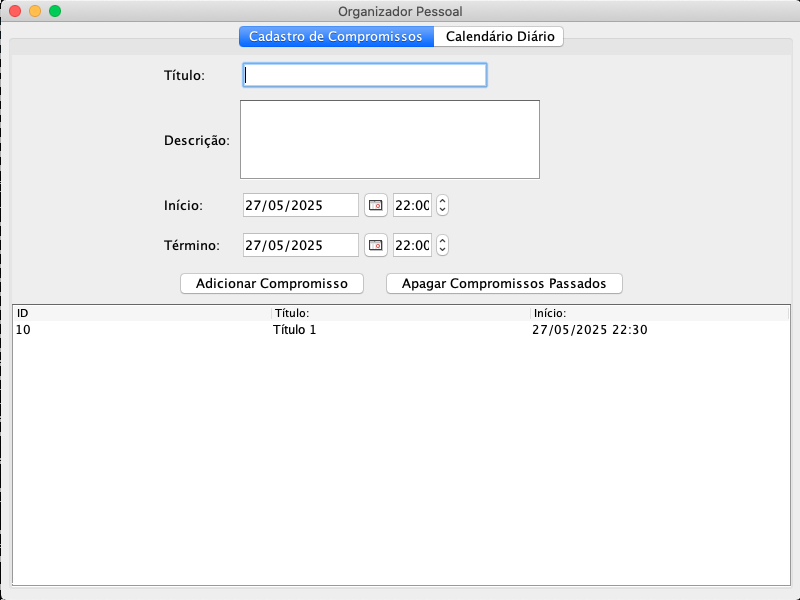 Organizador Pessoal
Cadastro de Compromissos Calendário Diário
Título:
Descrição:
Início: 27/05/2025 22:00
Término: 27/05/2025 22:00
Adicionar Compromisso Apagar Compromissos Passados
ID Título: Início:
10 Título 1 27/05/2025 22:30